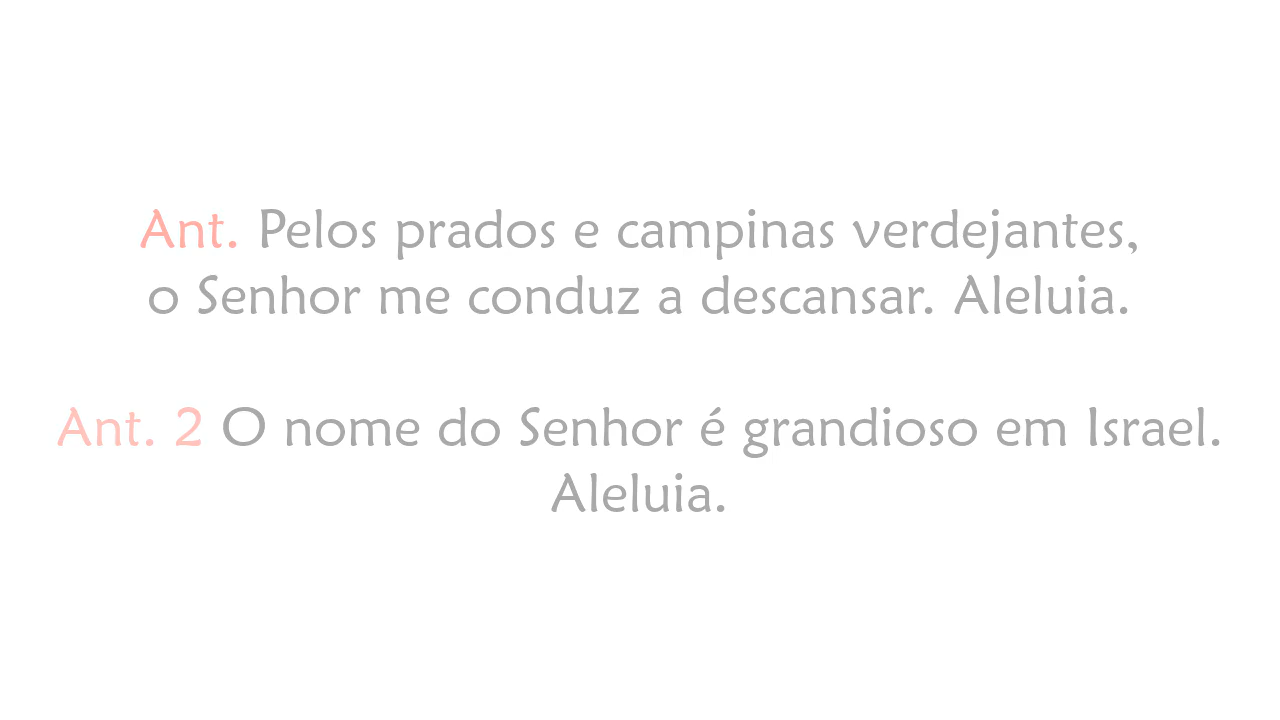 Ant. Pelos prados e campinas verdejantes,
o Senhor me conduz a descansar. Aleluia.
Ant. 2 O nome do Senhor é grandioso em Israel.
Aleluia.